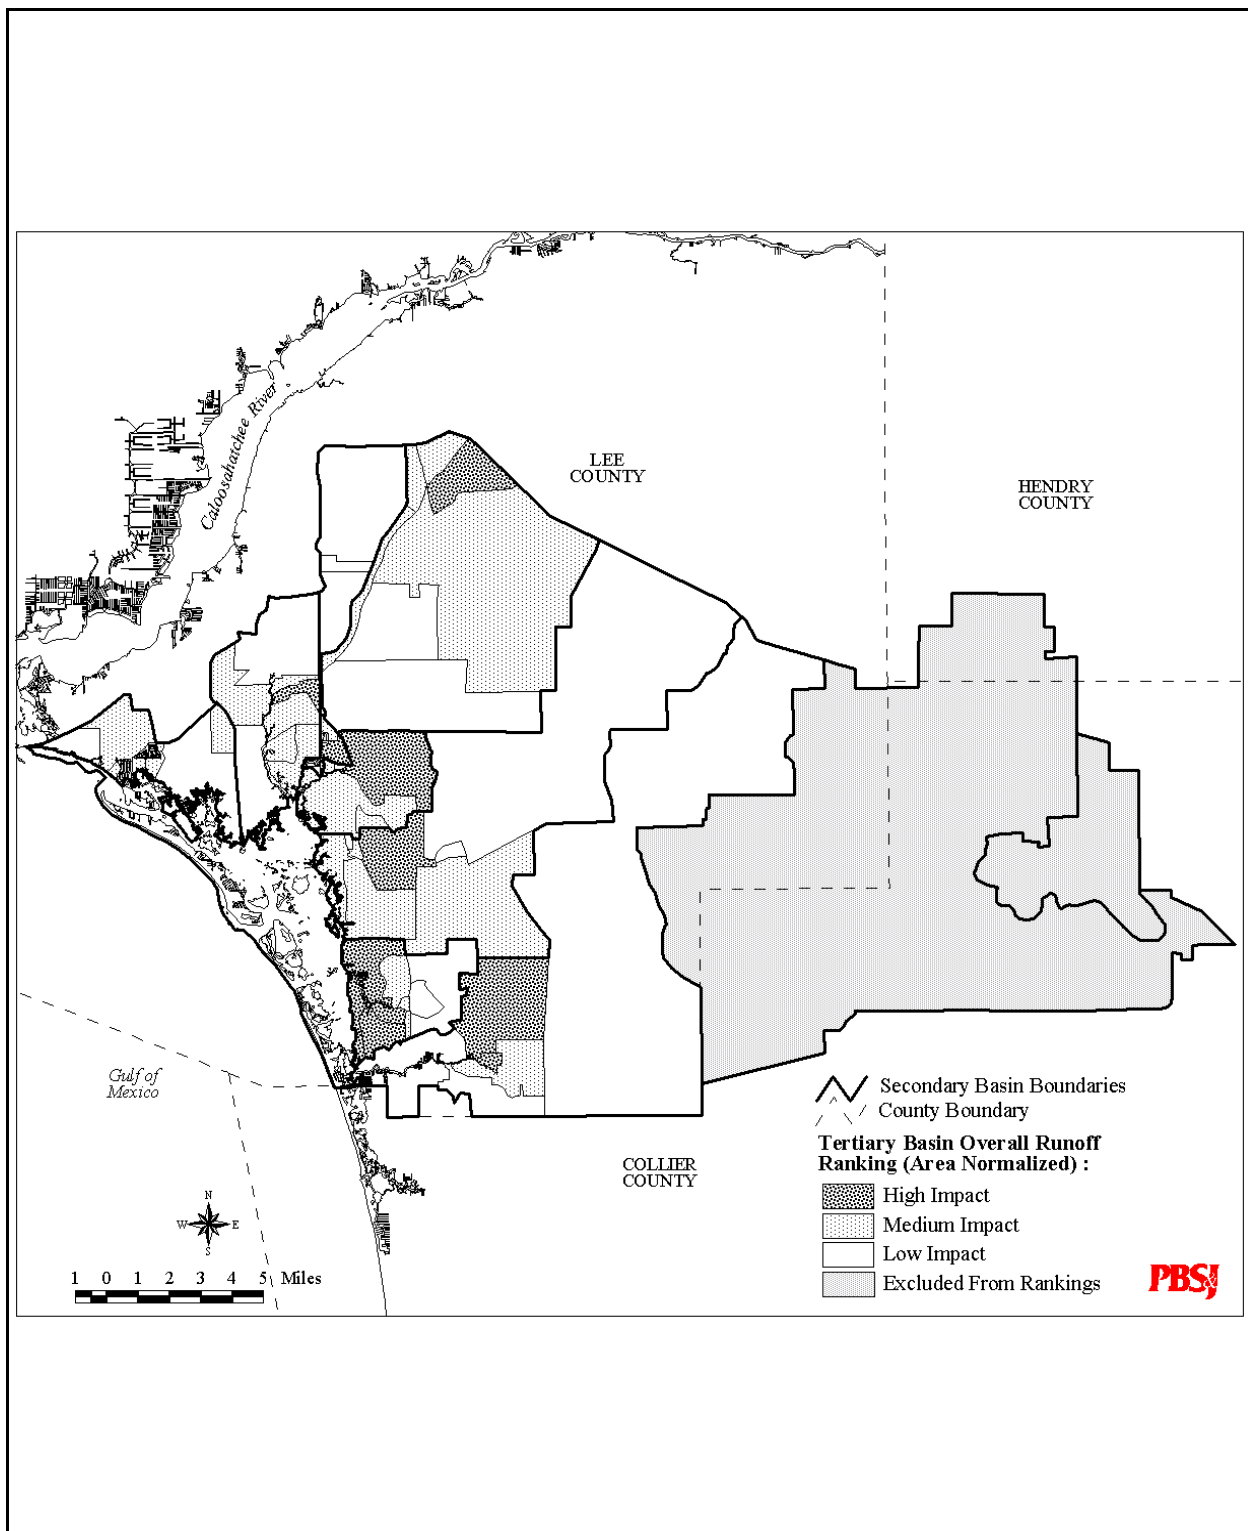 Caloosahatchee River
LEE
COUNTY
HENDRY
COUNTY
Gulf of
Mexico
COLLIER
COUNTY
Secondary Basin Boundaries
County Boundary
Tertiary Basin Overall Runoff
Ranking (Area Normalized) :
High Impact
Medium Impact
Low Impact
Excluded From Rankings
N
W E
S
1 0 1 2 3 4 5 Miles
PBS&J